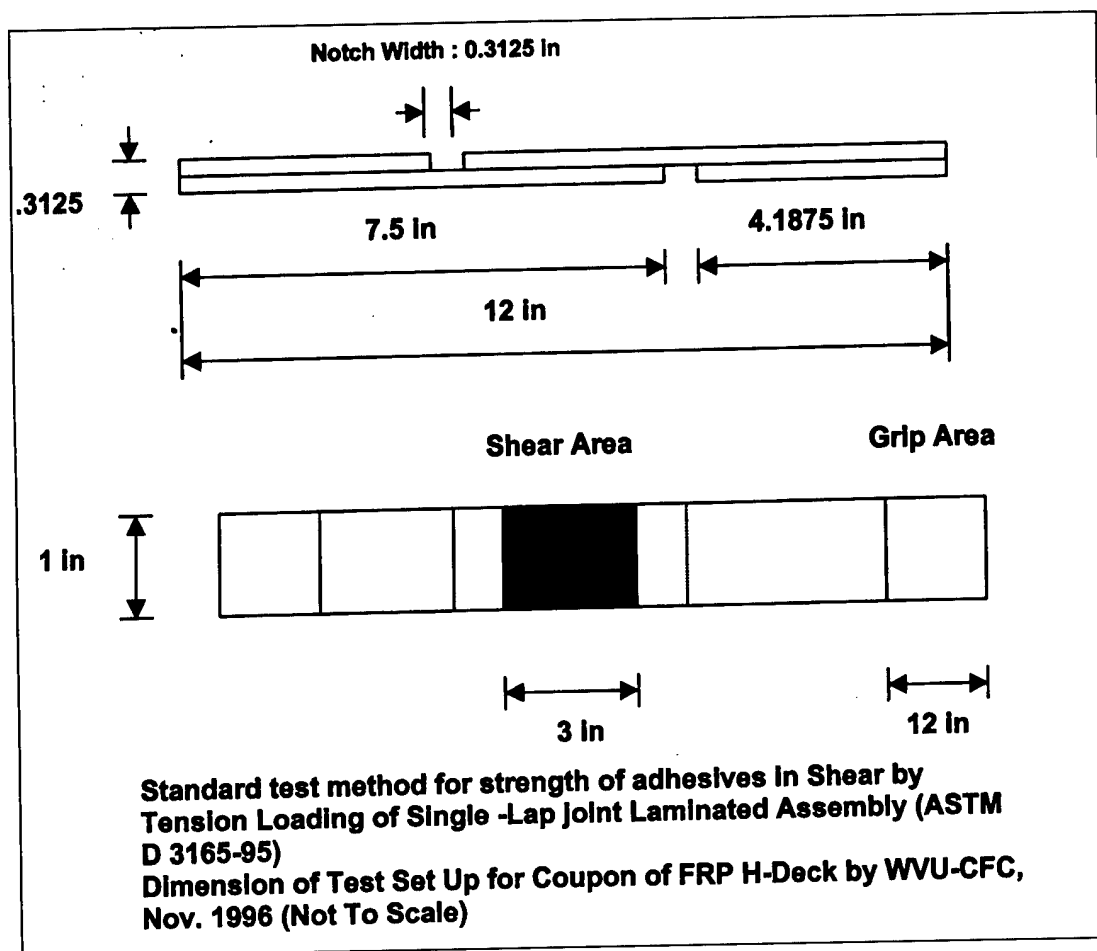 Notch Width : 0.3125 in
.3125
7.5 in
4.1875 in
12 in
Shear Area
Grip Area
1 in
3 in
12 in
Standard test method for strength of adhesives in Shear by
Tension Loading of Single -Lap joint Laminated Assembly (ASTM
D 3165-95)
Dimension of Test Set Up for Coupon of FRP H-Deck by WVU-CFC,
Nov. 1996 (Not To Scale)